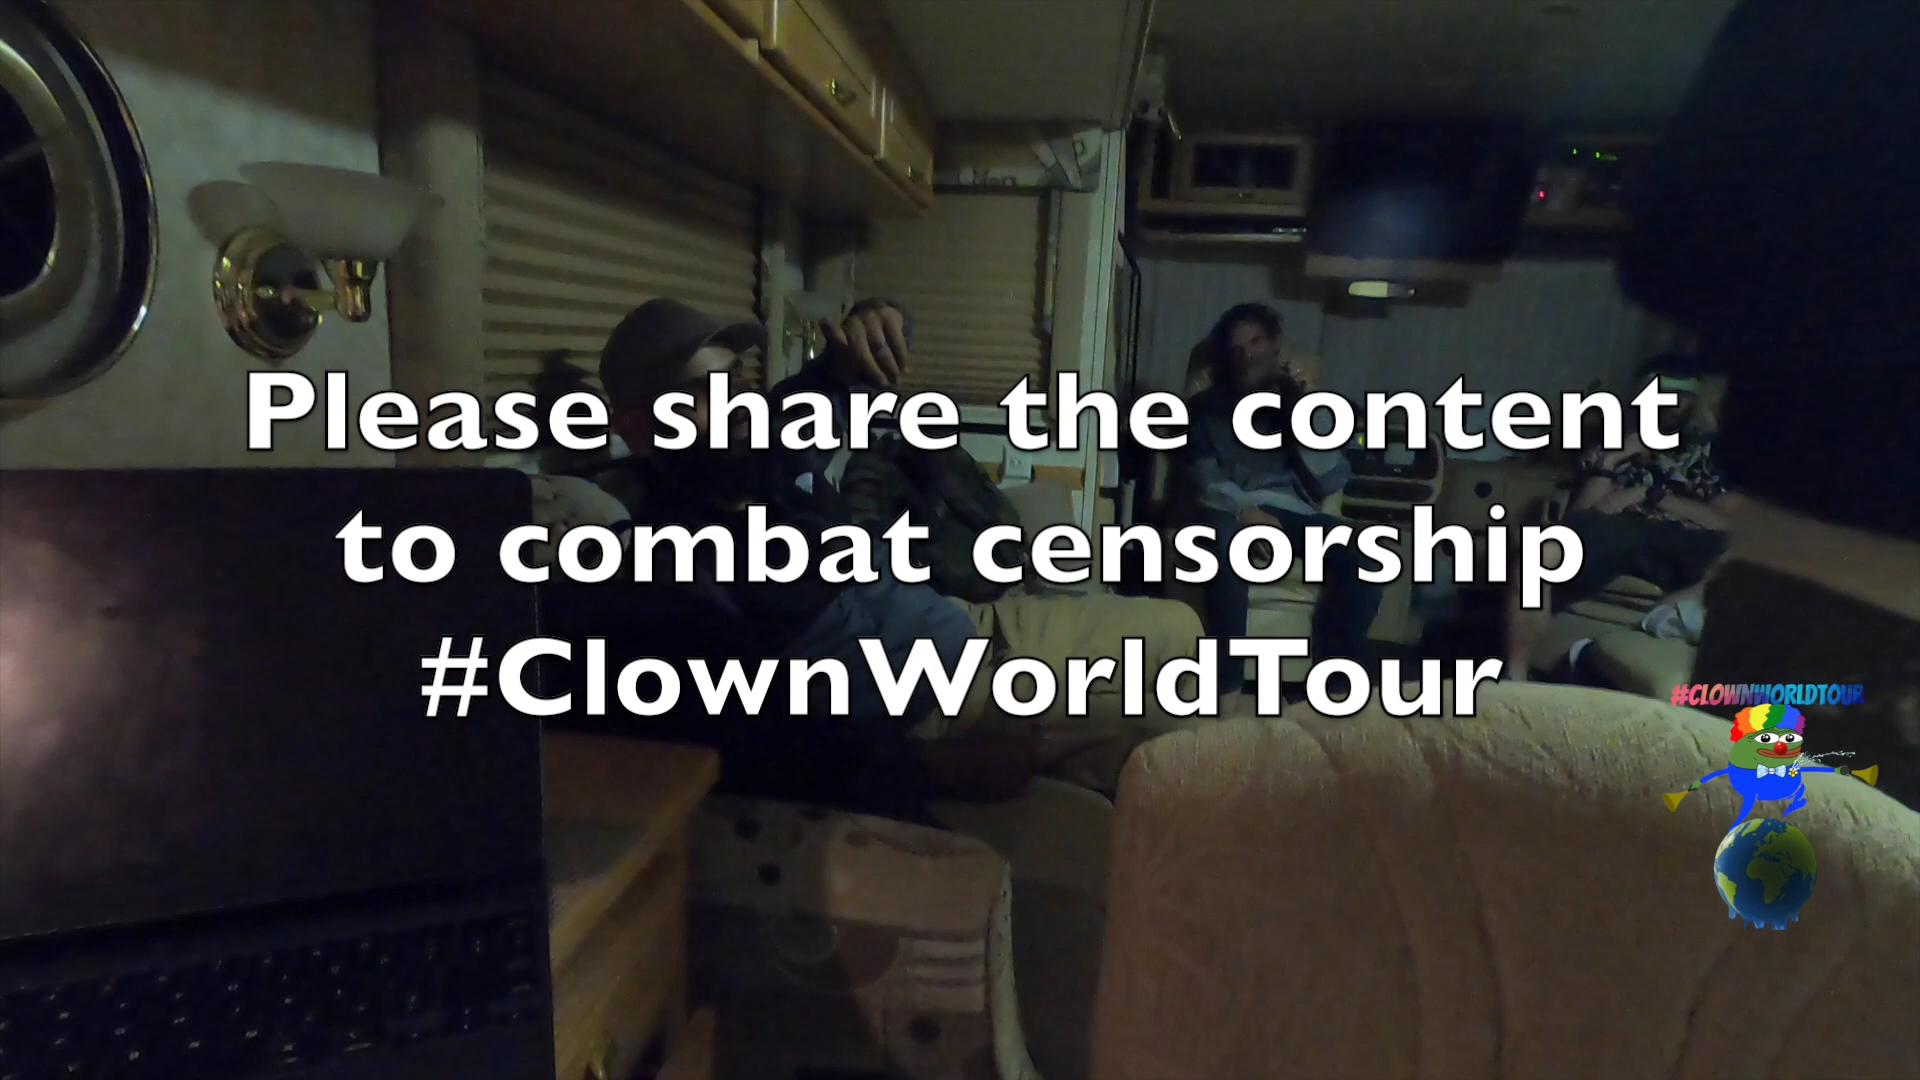 Please share the content
to combat censorship
#ClownWorldTour
#CLOWNWORLDTOUR